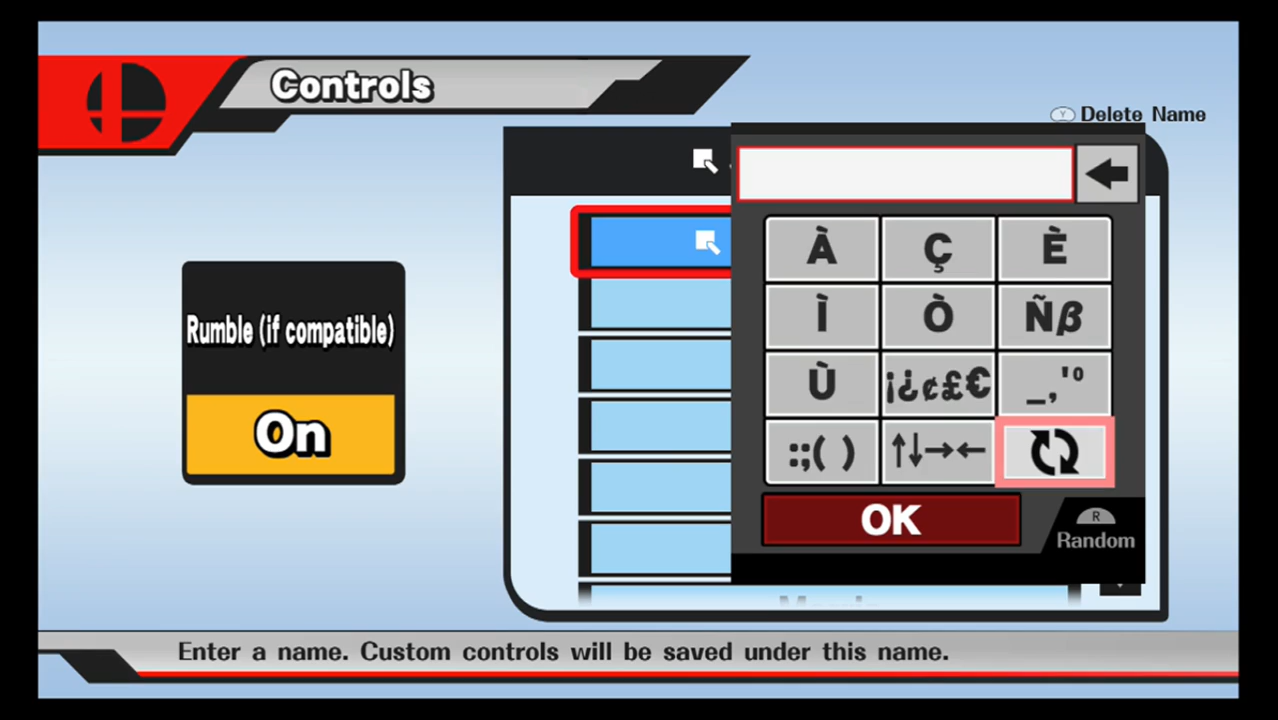 Controls
Y Delete Name
À Ç È
Ì Ò Ñβ
Ù ¡¿¢£€ _,'º
:;( ) ↑↓→←
OK
R
Random
Rumble (if compatible)
On
Enter a name. Custom controls will be saved under this name.